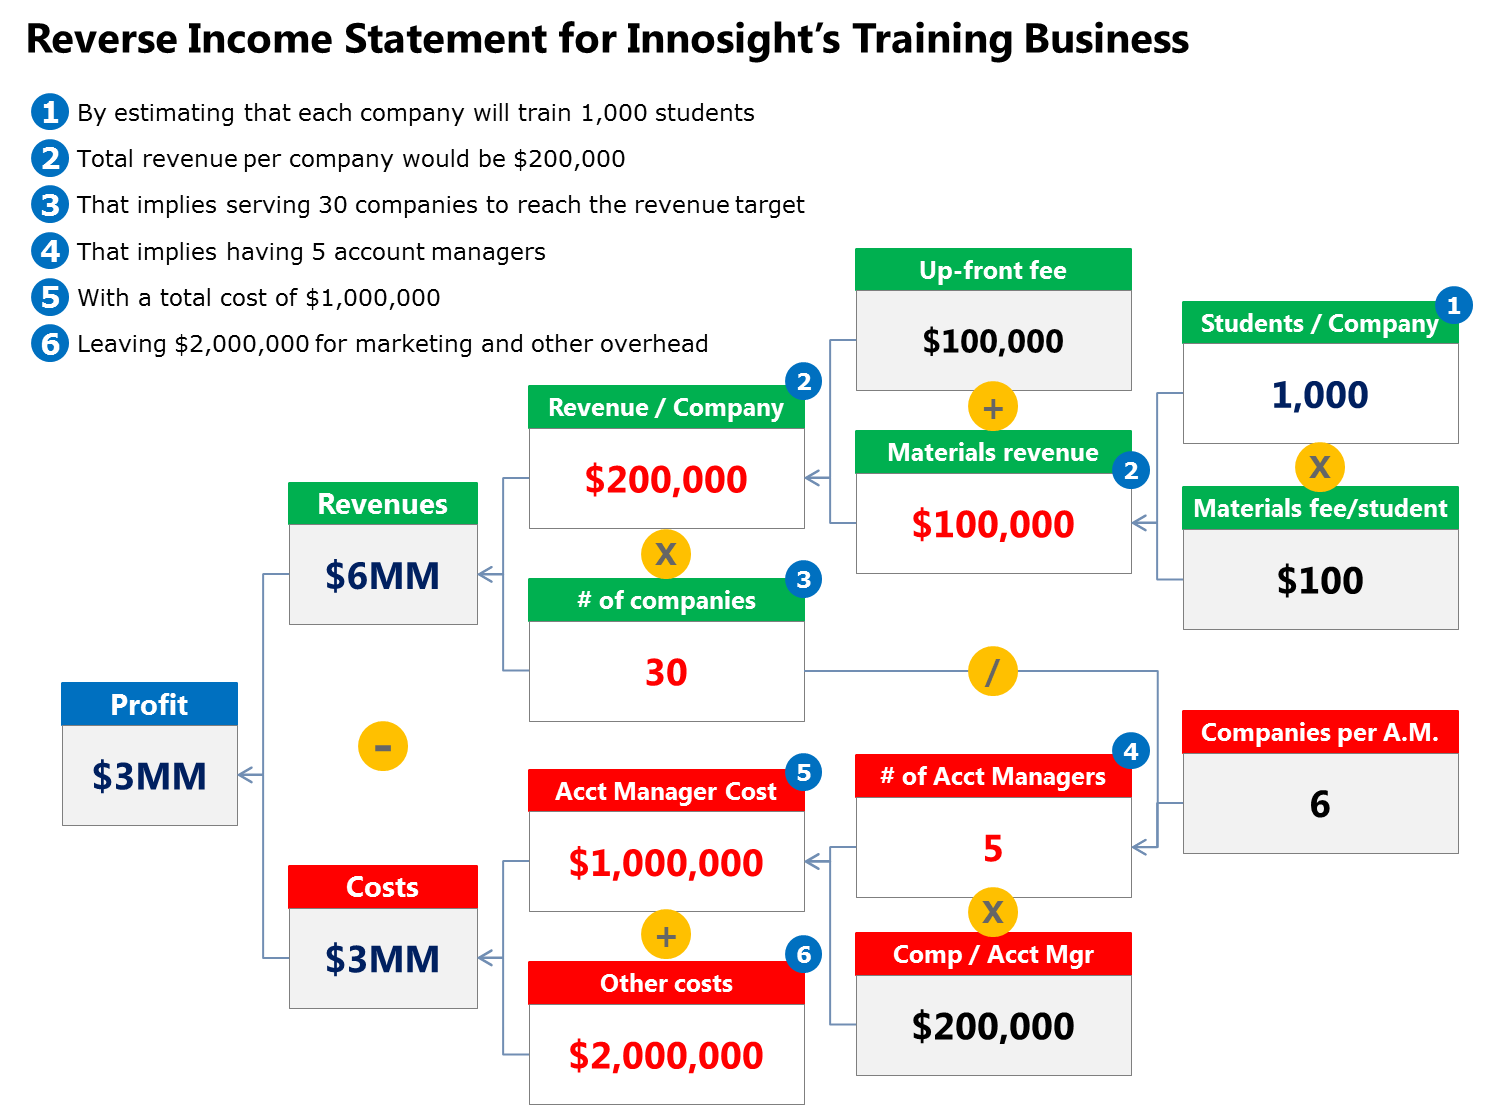 Reverse Income Statement for Innosight’s Training Business
1 By estimating that each company will train 1,000 students
2 Total revenue per company would be $200,000
3 That implies serving 30 companies to reach the revenue target
4 That implies having 5 account managers
5 With a total cost of $1,000,000
6 Leaving $2,000,000 for marketing and other overhead
Up-front fee
$100,000
+
Materials revenue
2
$100,000
Students / Company
1
1,000
X
Materials fee/student
$100
Revenue / Company
2
$200,000
X
# of companies
3
30
/
Revenues
$6MM
Profit
$3MM
-
Costs
$3MM
Acct Manager Cost
5
$1,000,000
+
Other costs
6
$2,000,000
# of Acct Managers
4
5
X
Comp / Acct Mgr
$200,000
Companies per A.M.
6